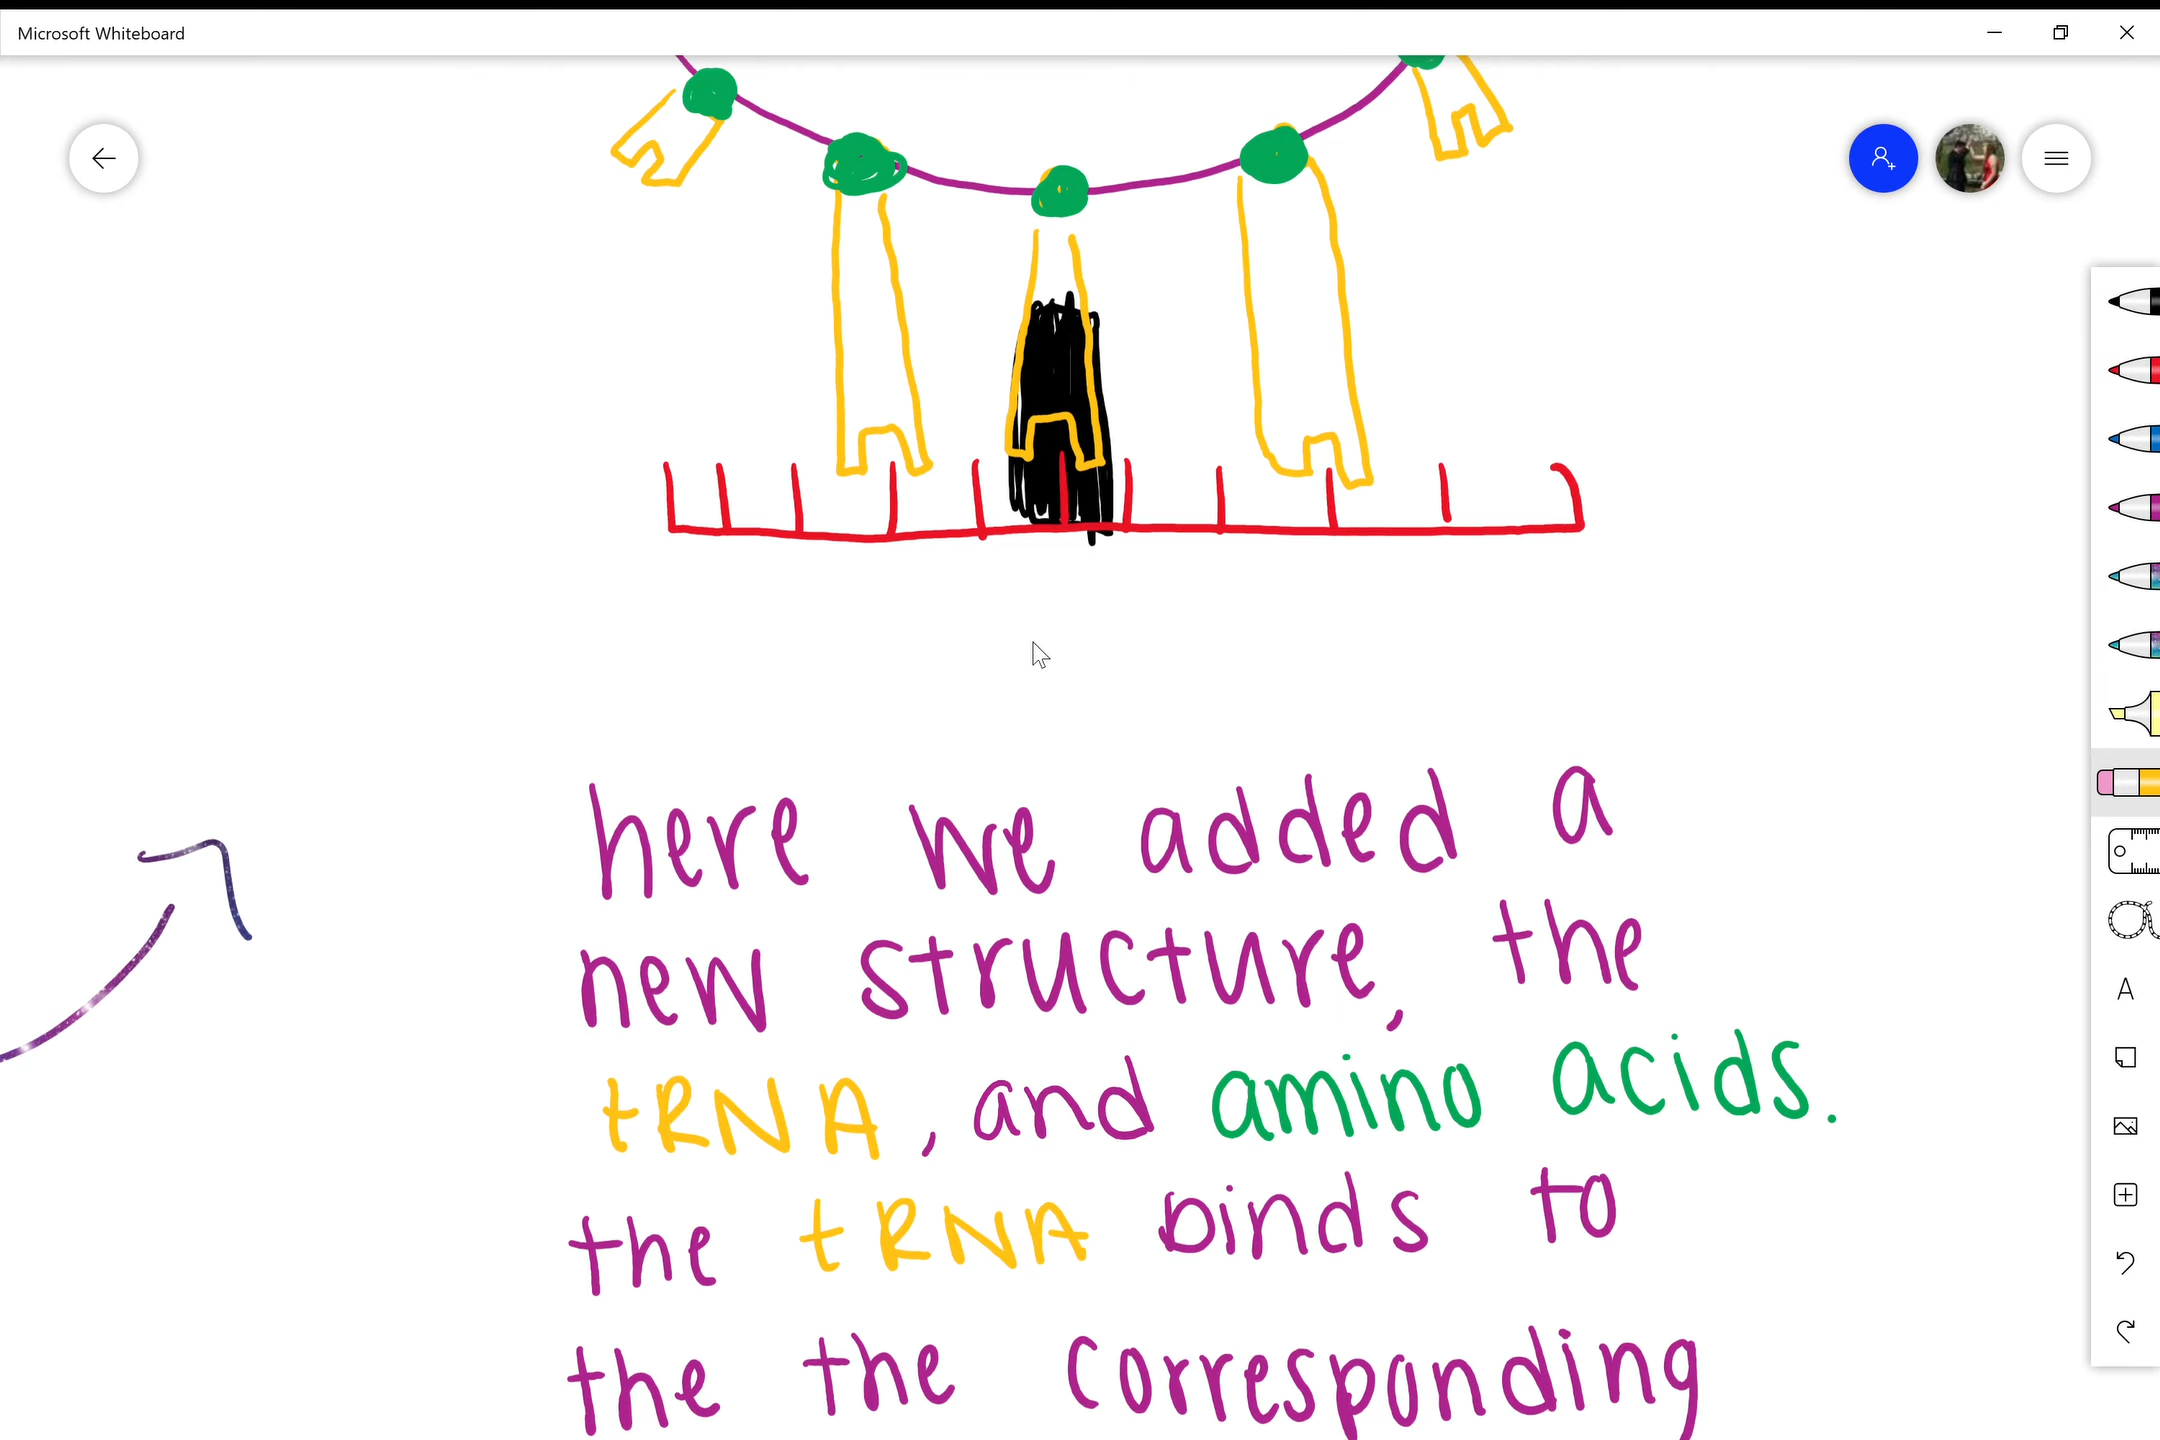 Microsoft Whiteboard
here we added a
new structure, the
tRNA, and amino acids.
the tRNA binds to
the the corresponding